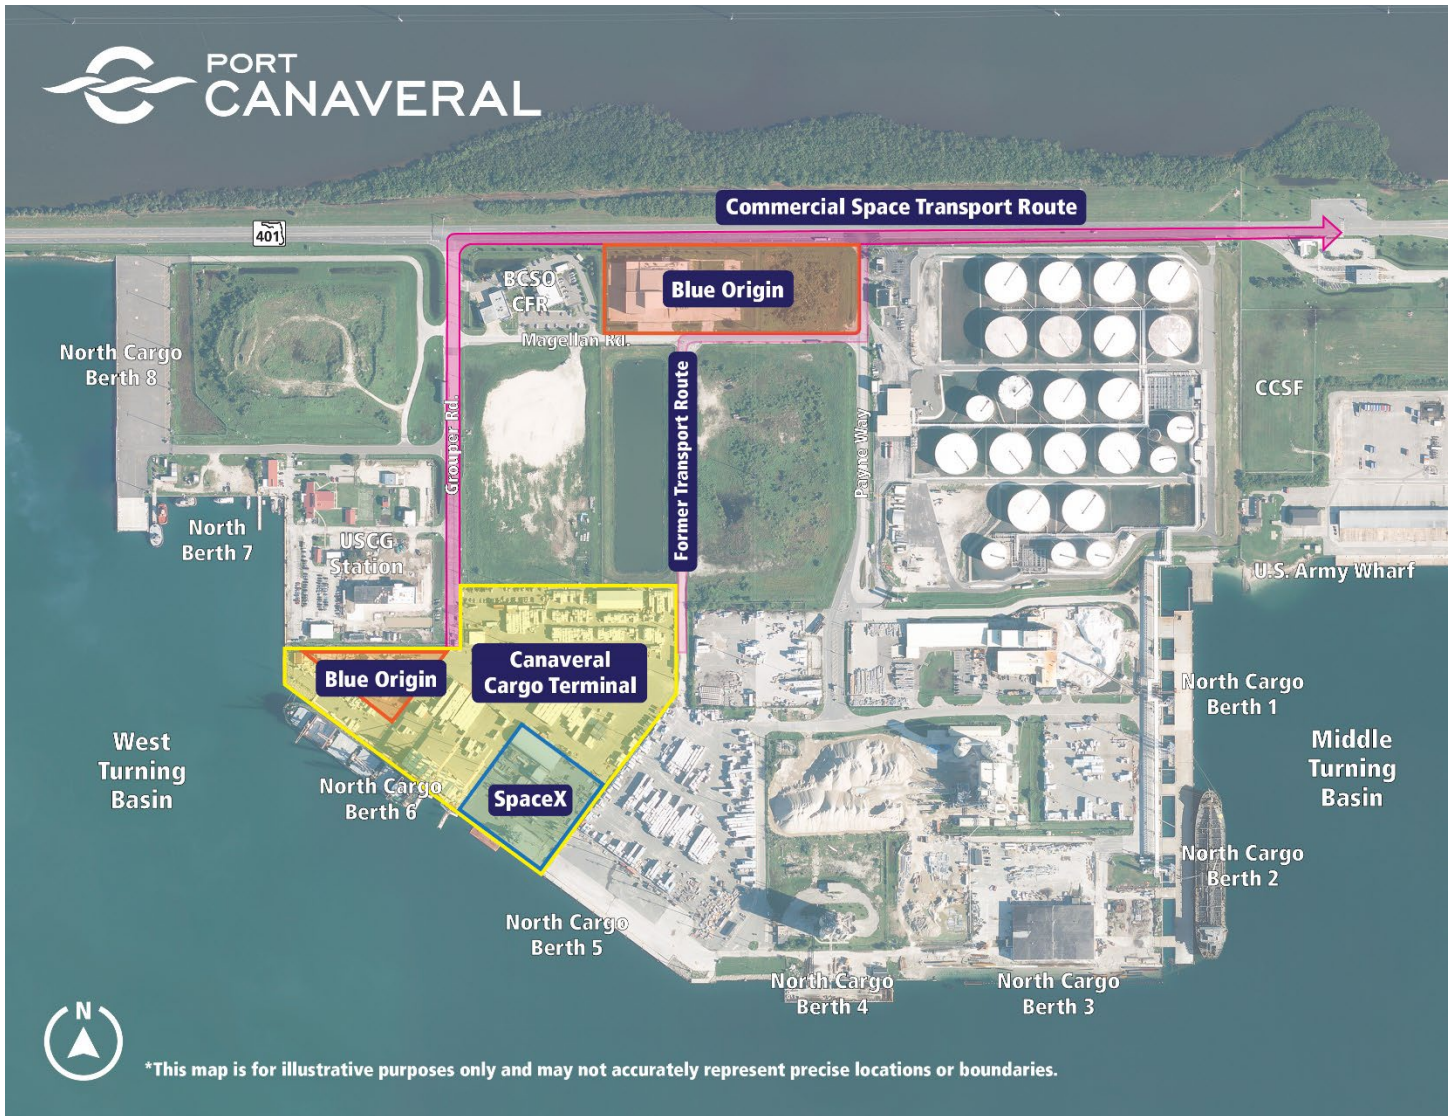 PORT
CANAVERAL
Commercial Space Transport Route
401
BCSO
CFR
Blue Origin
Magellan Rd.
North Cargo
Berth 8
Grouper Rd.
Former Transport Route
Payne Way
CCSF
North
Berth 7
USCG
Station
U.S. Army Wharf
Canaveral
Cargo Terminal
Blue Origin
North Cargo
Berth 1
West
Turning
Basin
Middle
Turning
Basin
North Cargo
Berth 6
SpaceX
North Cargo
Berth 2
North Cargo
Berth 5
North Cargo
Berth 4
North Cargo
Berth 3
N
*This map is for illustrative purposes only and may not accurately represent precise locations or boundaries.